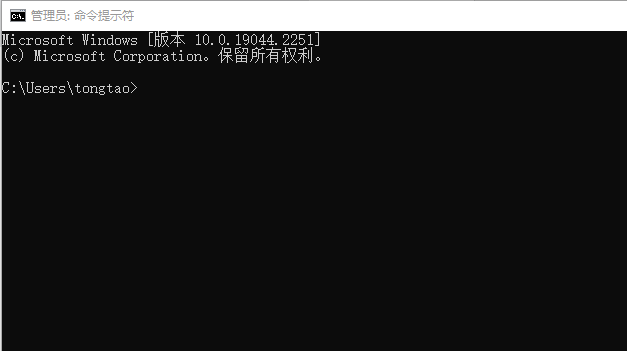 管理员: 命令提示符
Microsoft Windows [版本 10.0.19044.2251]
(c) Microsoft Corporation。保留所有权利。
C:\Users\tongtao>